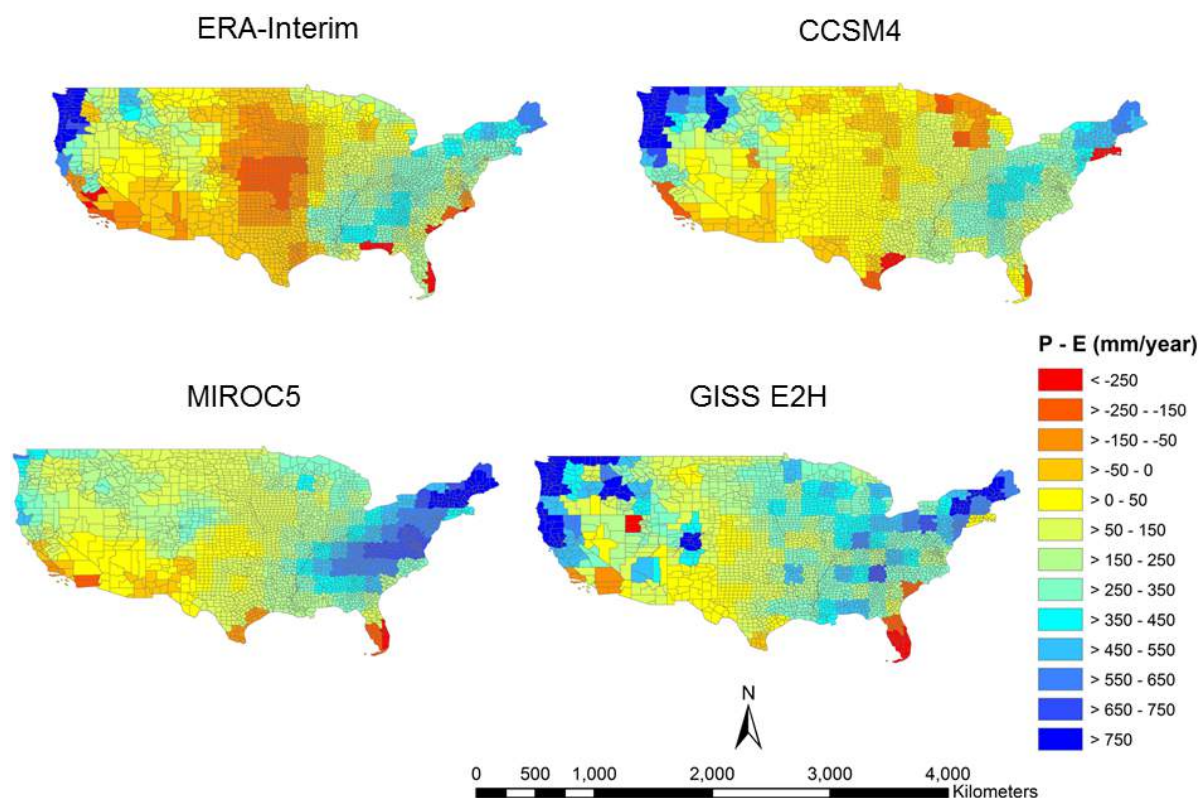 ERA-Interim
CCSM4
MIROC5
GISS E2H
P - E (mm/year)
< -250
> -250 - -150
> -150 - -50
> -50 - 0
> 0 - 50
> 50 - 150
> 150 - 250
> 250 - 350
> 350 - 450
> 450 - 550
> 550 - 650
> 650 - 750
> 750
N
0 500 1,000 2,000 3,000 4,000
Kilometers